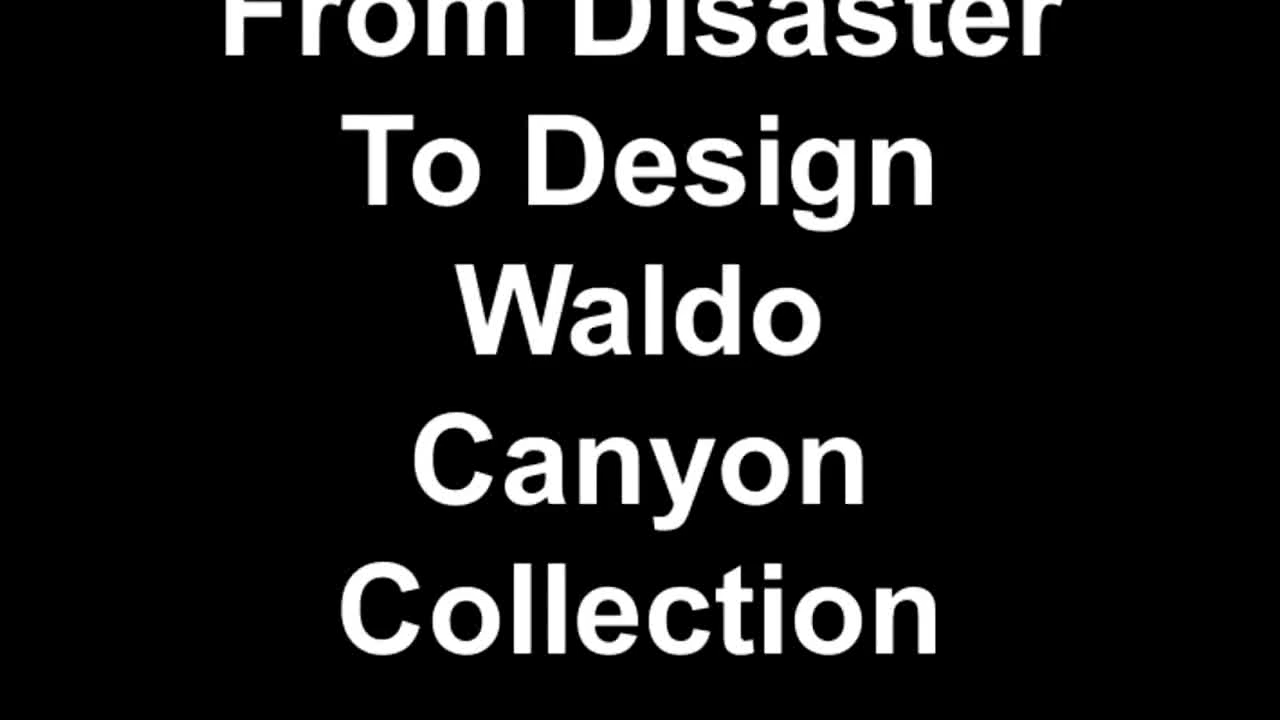 From Disaster
To Design
Waldo
Canyon
Collection